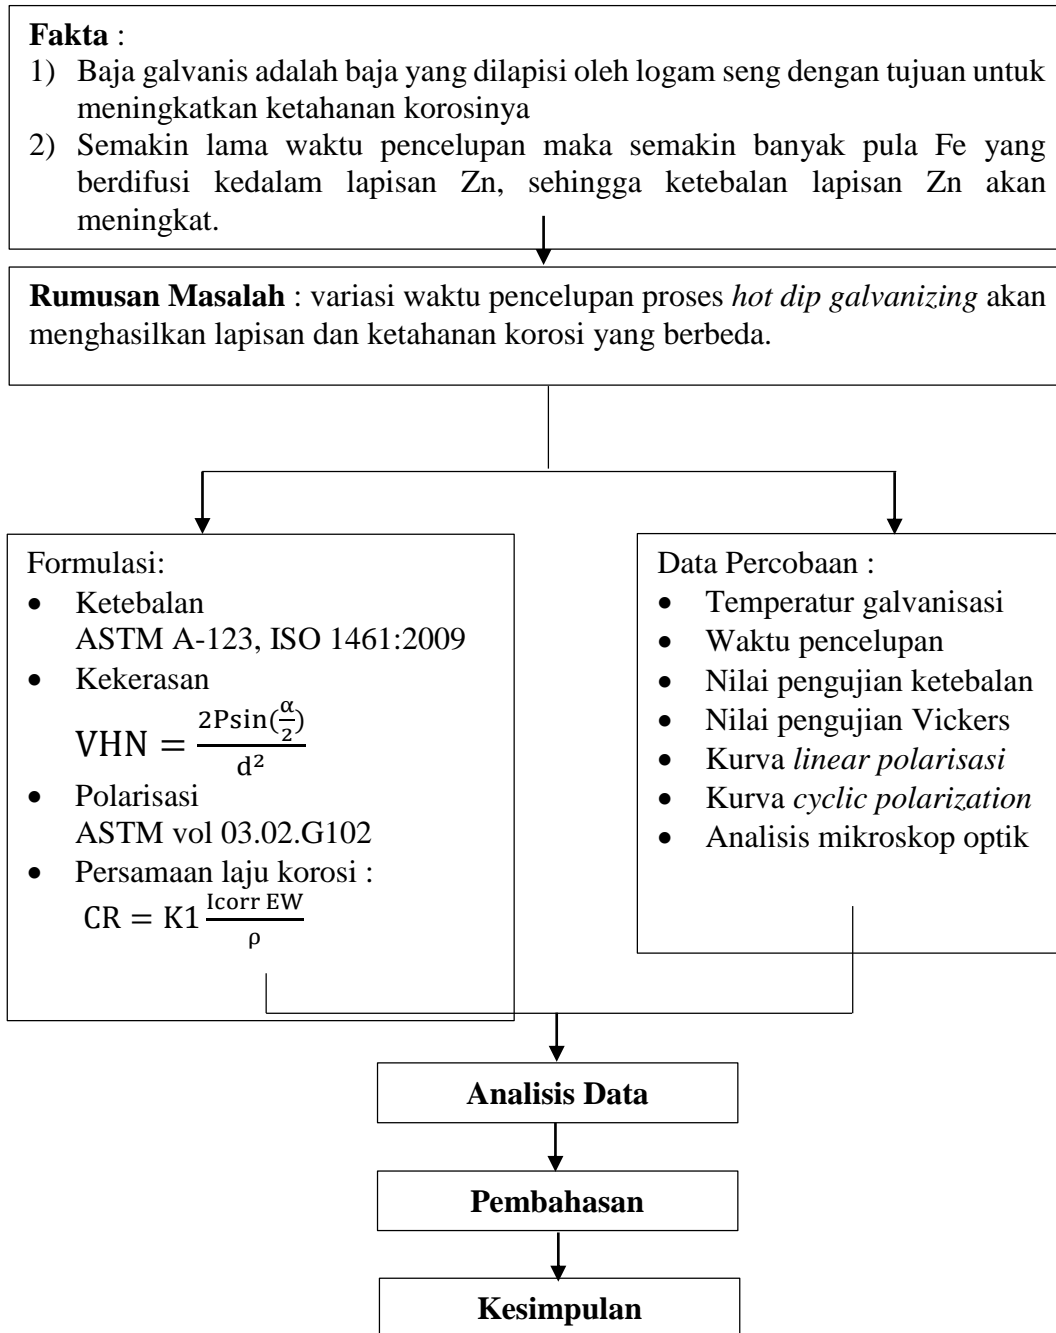 Fakta :
1) Baja galvanis adalah baja yang dilapisi oleh logam seng dengan tujuan untuk
meningkatkan ketahanan korosinya
2) Semakin lama waktu pencelupan maka semakin banyak pula Fe yang
berdifusi kedalam lapisan Zn, sehingga ketebalan lapisan Zn akan
meningkat.
Rumusan Masalah : variasi waktu pencelupan proses hot dip galvanizing akan
menghasilkan lapisan dan ketahanan korosi yang berbeda.
Formulasi:
• Ketebalan
ASTM A-123, ISO 1461:2009
• Kekerasan
VHN = 2Psin(α/2) / d²
• Polarisasi
ASTM vol 03.02.G102
• Persamaan laju korosi :
CR = K1 Icorr EW / ρ
Data Percobaan :
• Temperatur galvanisasi
• Waktu pencelupan
• Nilai pengujian ketebalan
• Nilai pengujian Vickers
• Kurva linear polarisasi
• Kurva cyclic polarization
• Analisis mikroskop optik
Analisis Data
Pembahasan
Kesimpulan